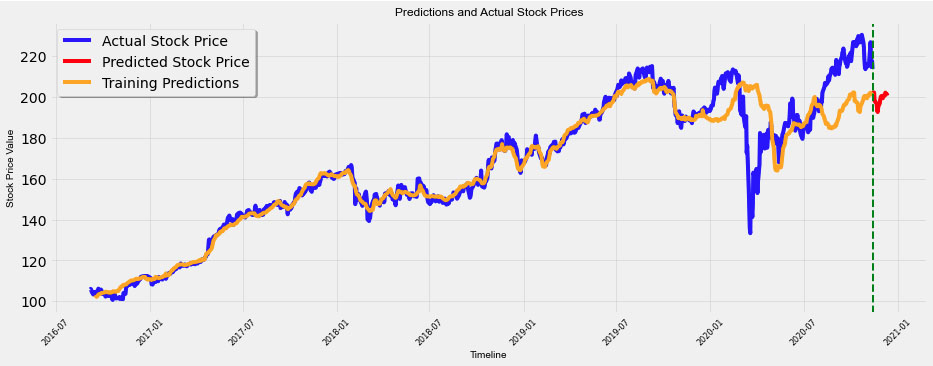 Predictions and Actual Stock Prices
Actual Stock Price
Predicted Stock Price
Training Predictions
Stock Price Value
220
200
180
160
140
120
100
2016-07
2017-01
2017-07
2018-01
2018-07
2019-01
2019-07
2020-01
2020-07
2021-01
Timeline